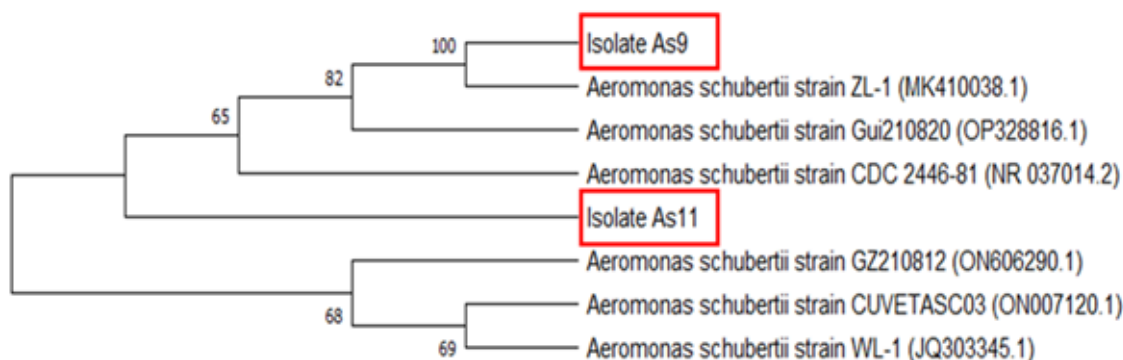 100
Isolate As9
82
Aeromonas schubertii strain ZL-1 (MK410038.1)
65
Aeromonas schubertii strain Gui210820 (OP328816.1)
Aeromonas schubertii strain CDC 2446-81 (NR 037014.2)
Isolate As11
Aeromonas schubertii strain GZ210812 (ON606290.1)
68
Aeromonas schubertii strain CUVETASC03 (ON007120.1)
69
Aeromonas schubertii strain WL-1 (JQ303345.1)